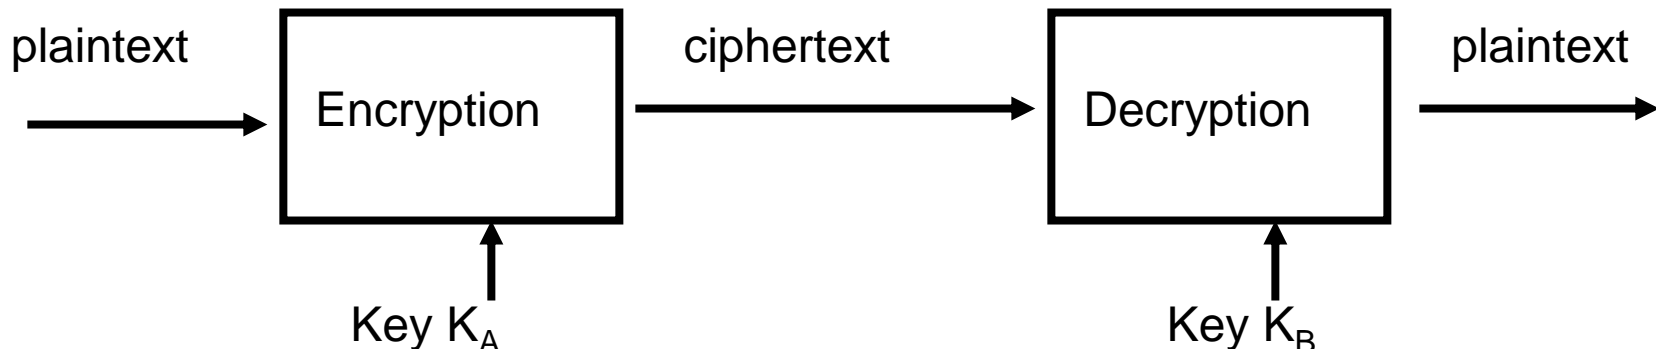 plaintext
ciphertext
plaintext
Encryption
Decryption
Key K_A
Key K_B